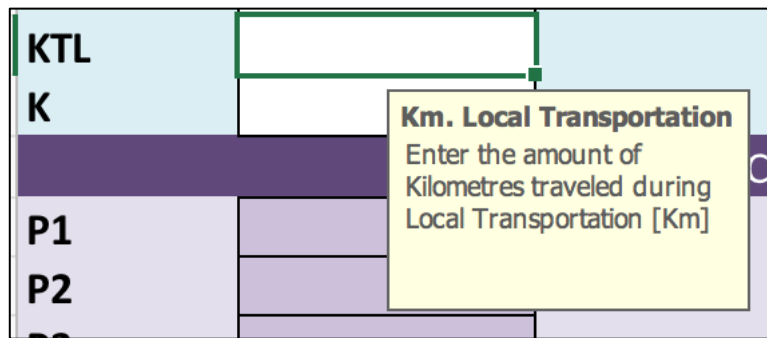 KTL
K
Km. Local Transportation
Enter the amount of
Kilometres traveled during
Local Transportation [Km]
P1
P2